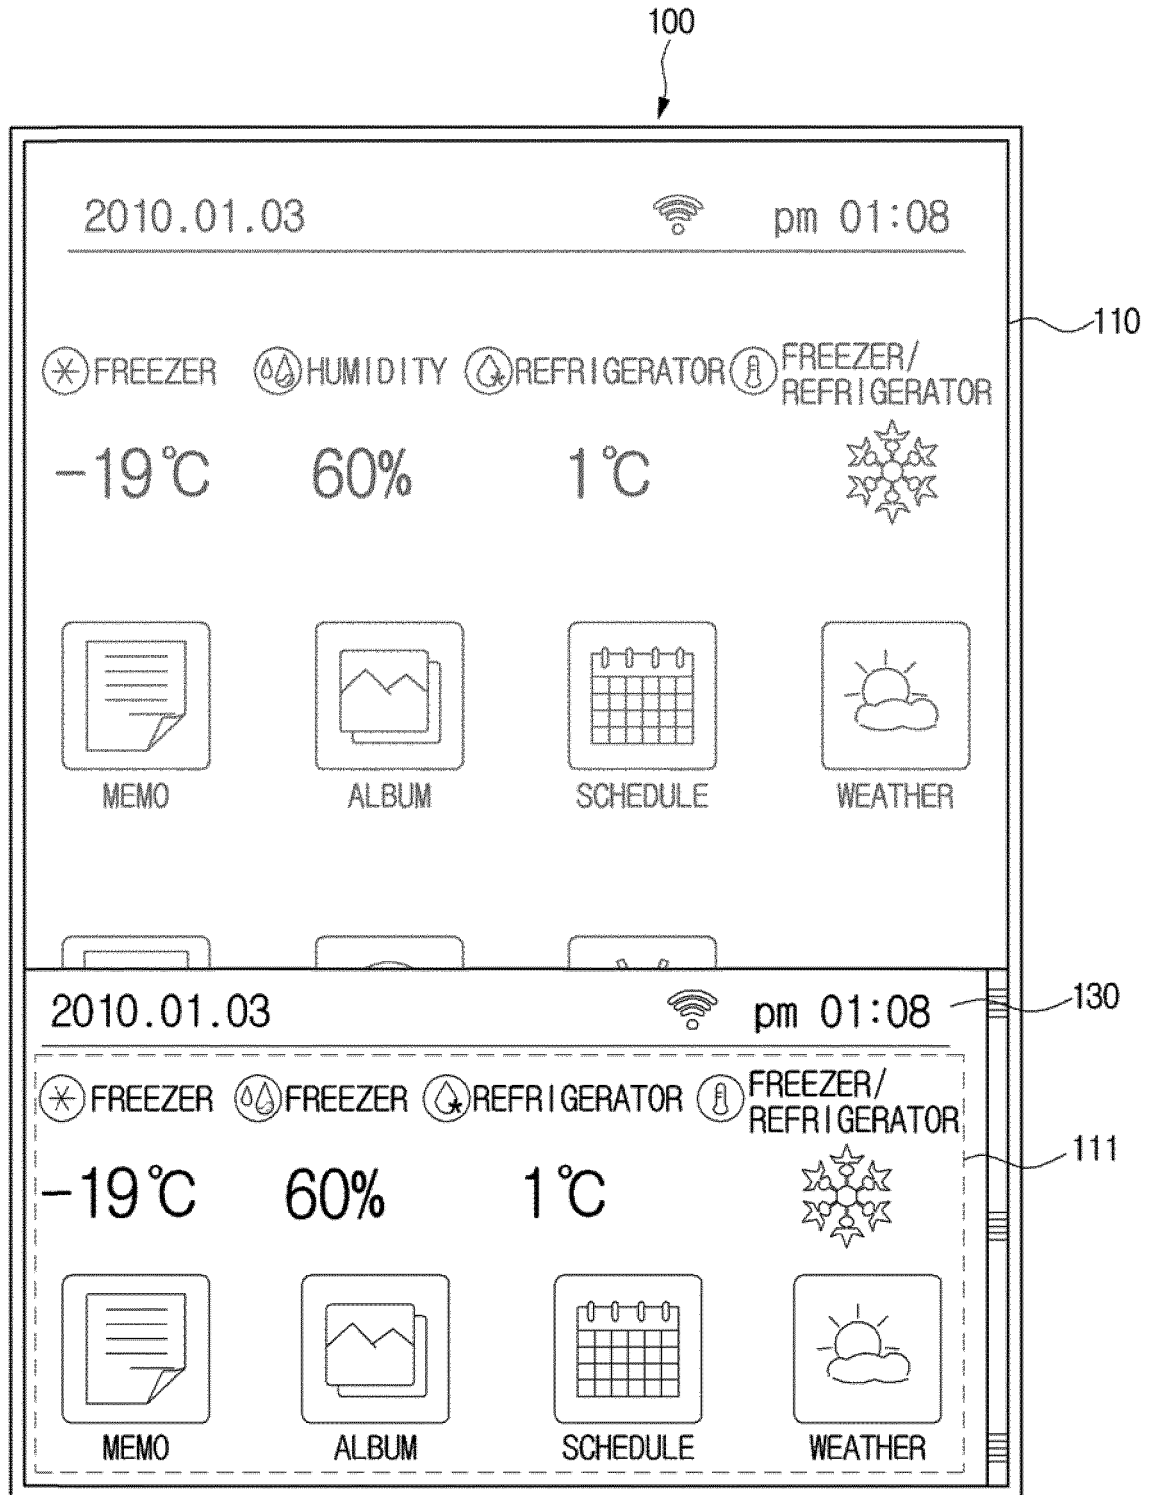 100
2010.01.03 pm 01:08
110
FREEZER HUMIDITY REFRIGERATOR FREEZER/
REFRIGERATOR
-19℃ 60% 1℃
MEMO ALBUM SCHEDULE WEATHER
2010.01.03 pm 01:08
130
FREEZER FREEZER REFRIGERATOR FREEZER/
REFRIGERATOR
111
-19℃ 60% 1℃
MEMO ALBUM SCHEDULE WEATHER